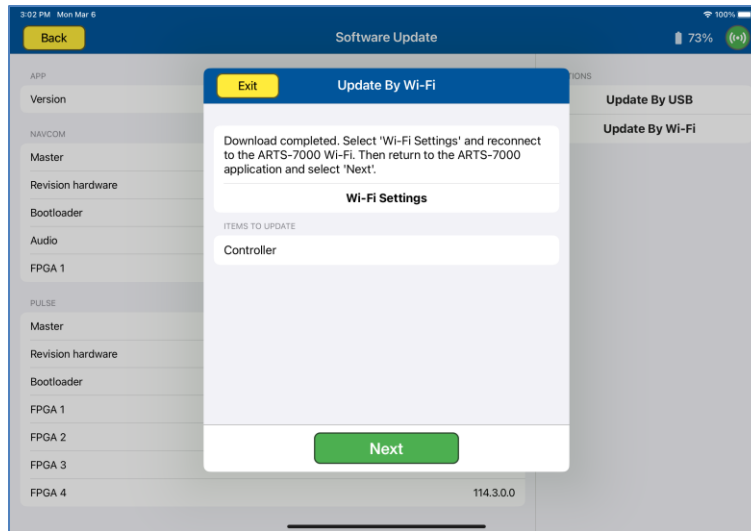 3:02 PM Mon Mar 6
100%
Back
Software Update
73%
APP
Version
NAVCOM
Master
Revision hardware
Bootloader
Audio
FPGA 1
PULSE
Master
Revision hardware
Bootloader
FPGA 1
FPGA 2
FPGA 3
FPGA 4
114.3.0.0
Exit
Update By Wi-Fi
Download completed. Select 'Wi-Fi Settings' and reconnect
to the ARTS-7000 Wi-Fi. Then return to the ARTS-7000
application and select 'Next'.
Wi-Fi Settings
ITEMS TO UPDATE
Controller
Next
IONS
Update By USB
Update By Wi-Fi